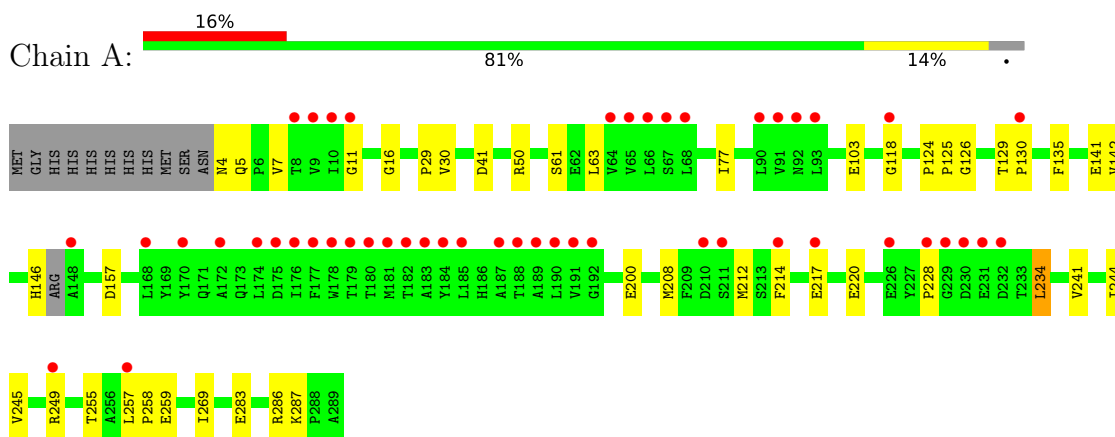 16%
Chain A:
81% 14% •
MET GLY HIS HIS HIS HIS HIS HIS MET SER ASN N4 Q5 P6 V7 T8 V9 I10 G11 G16 P29 V30 D41 R50 S61 E62 L63 V64 V65 L66 S67 L68 I77 L90 V91 N92 L93 E103 G118 P124 P125 G126 T129 P130 F135 E141 V142
H146 ARG A148 D157 L168 Y169 Y170 Q171 A172 Q173 L174 D175 I176 F177 W178 T179 T180 M181 T182 A183 Y184 L185 H186 A187 T188 A189 L190 V191 G192 E200 M208 F209 D210 S211 M212 S213 F214 E217 E220 E226 Y227 P228 G229 D230 E231 D232 T233 L234 V241
V245 R249 T255 A256 L257 P258 E259 I269 E283 R286 K287 P288 A289